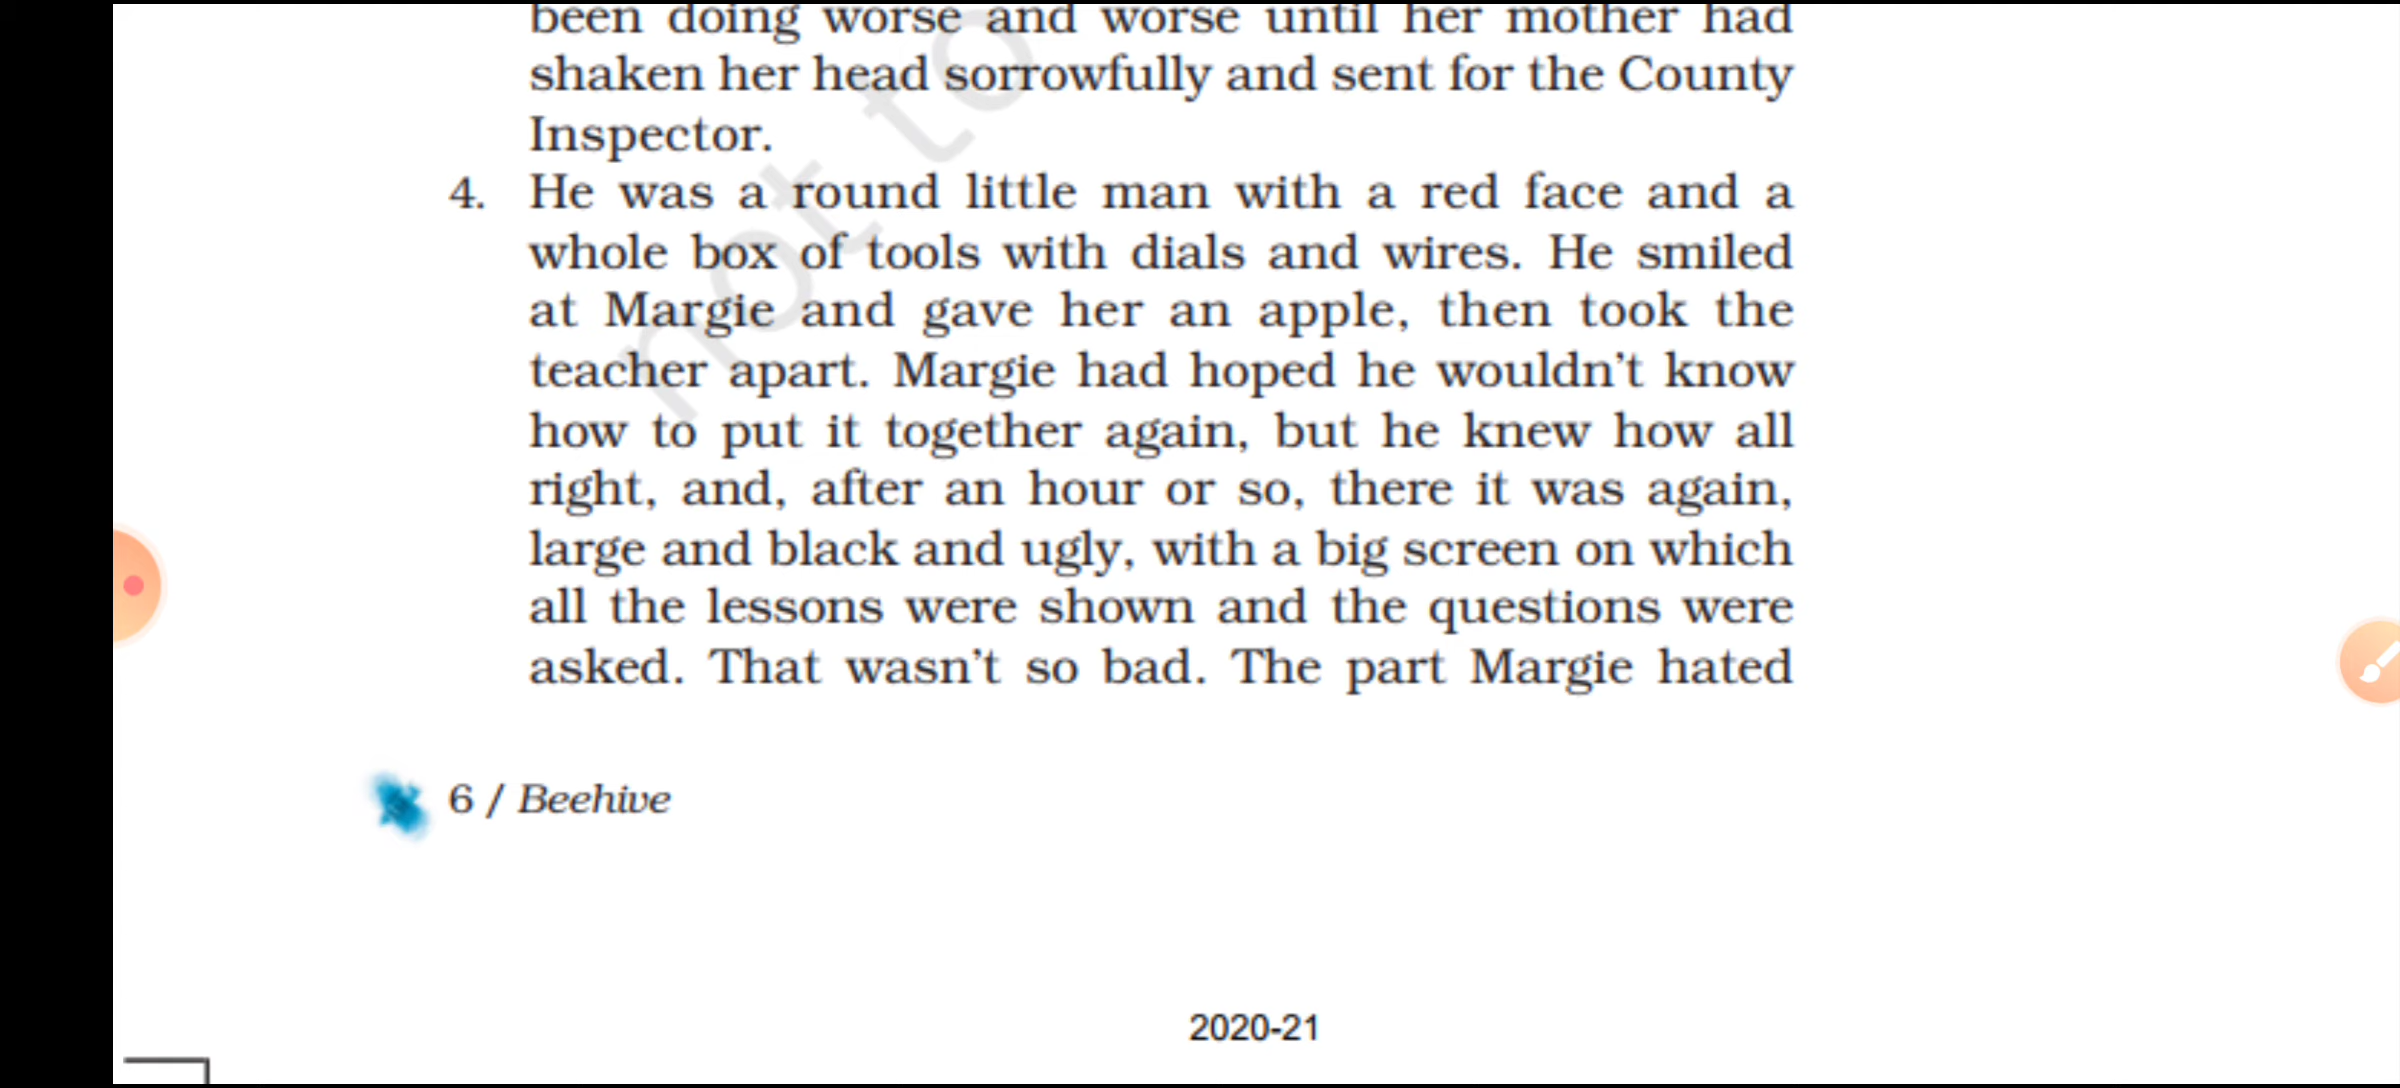 been doing worse and worse until her mother had
shaken her head sorrowfully and sent for the County
Inspector.
4. He was a round little man with a red face and a
whole box of tools with dials and wires. He smiled
at Margie and gave her an apple, then took the
teacher apart. Margie had hoped he wouldn't know
how to put it together again, but he knew how all
right, and, after an hour or so, there it was again,
large and black and ugly, with a big screen on which
all the lessons were shown and the questions were
asked. That wasn't so bad. The part Margie hated
6 / Beehive
2020-21
not to